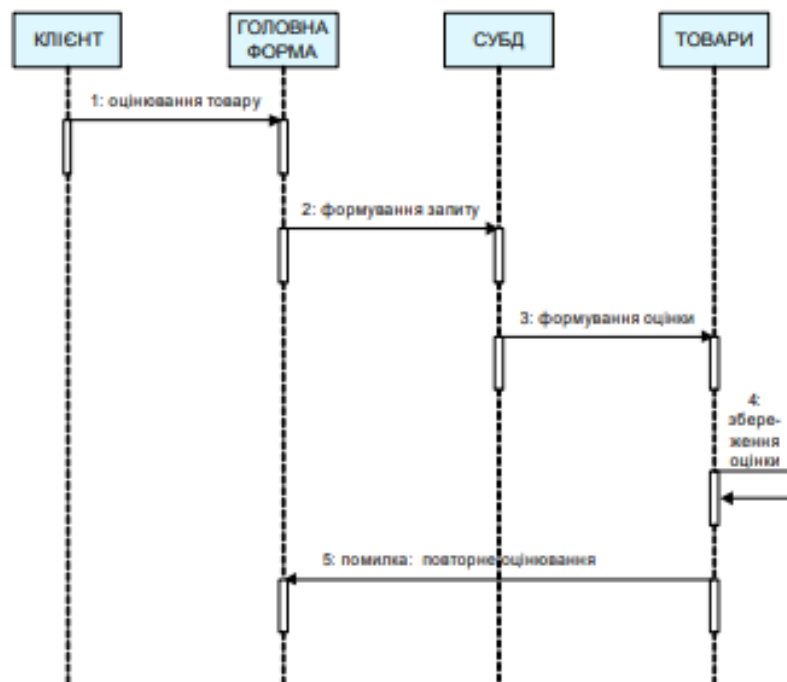 КЛІЄНТ
ГОЛОВНА
ФОРМА
СУБД
ТОВАРИ
1: оцінювання товару
2: формування запиту
3: формування оцінки
4:
збере-
ження
оцінки
5: помилка: повторне оцінювання